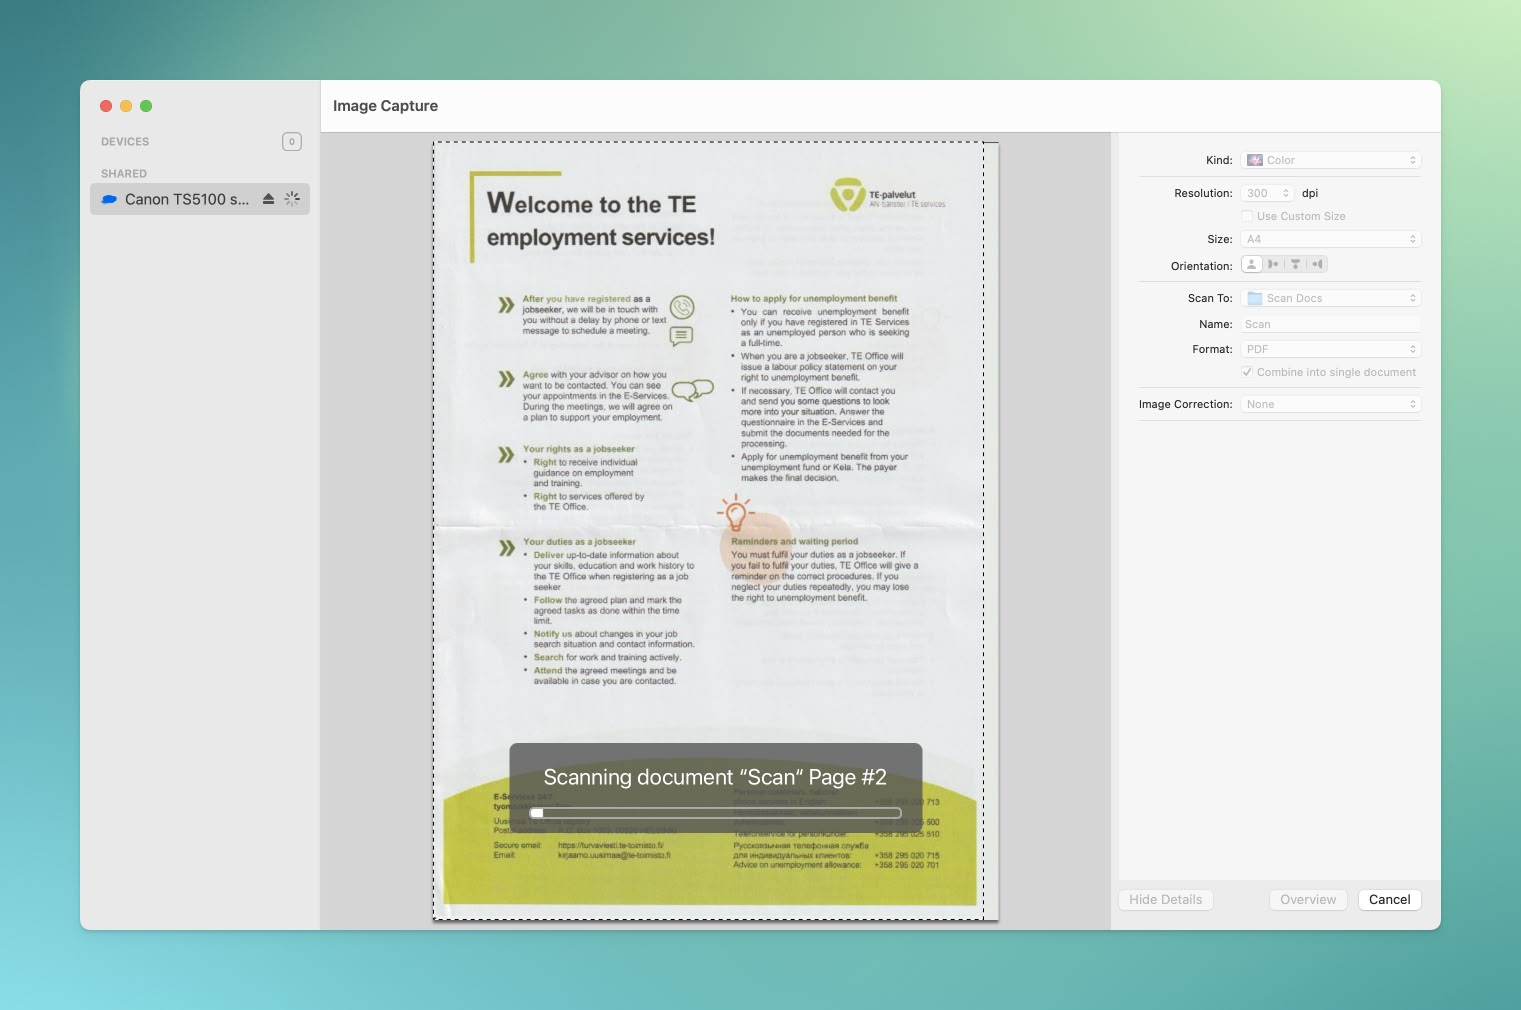 Image Capture
DEVICES
0
SHARED
Canon TS5100 s...
Welcome to the TE
employment services!
TE-palvelut
AN-tjänster | TE services
After you have registered as a
jobseeker, we will be in touch with
you without a delay by phone or text
message to schedule a meeting.
Agree with your advisor on how you
want to be contacted. You can see
your appointments in the E-Services.
During the meetings, we will agree on
a plan to support your employment.
Your rights as a jobseeker
• Right to receive individual
guidance on employment
and training.
• Right to services offered by
the TE Office.
Your duties as a jobseeker
• Deliver up-to-date information about
your skills, education and work history to
the TE Office when registering as a job
seeker
• Follow the agreed plan and mark the
agreed tasks as done within the time
limit.
• Notify us about changes in your job
search situation and contact information.
• Search for work and training actively.
• Attend the agreed meetings and be
available in case you are contacted.
How to apply for unemployment benefit
• You can receive unemployment benefit
only if you have registered in TE Services
as an unemployed person who is seeking
a full-time.
• When you are a jobseeker, TE Office will
issue a labour policy statement on your
right to unemployment benefit.
• If necessary, TE Office will contact you
and send you some questions to look
more into your situation. Answer the
questionnaire in the E-Services and
submit the documents needed for the
processing.
• Apply for unemployment benefit from your
unemployment fund or Kela. The payer
makes the final decision.
Reminders and waiting period
You must fulfil your duties as a jobseeker. If
you fail to fulfil your duties, TE Office will give a
reminder on the correct procedures. If you
neglect your duties repeatedly, you may lose
the right to unemployment benefit.
Scanning document “Scan“ Page #2
E-Services 24/7
Secure email: https://turvaviesti.te-toimisto.fi/
Email: kirjaamo.uusimaa@te-toimisto.fi
713
500
Telefonservice for personkunder: +358 295 025 510
Русскоязычная телефонная служба
для индивидуальных клиентов: +358 295 020 715
Advice on unemployment allowance: +358 295 020 701
Kind: Color
Resolution: 300 dpi
Use Custom Size
Size: A4
Orientation:
Scan To: Scan Docs
Name: Scan
Format: PDF
Combine into single document
Image Correction: None
Hide Details
Overview
Cancel